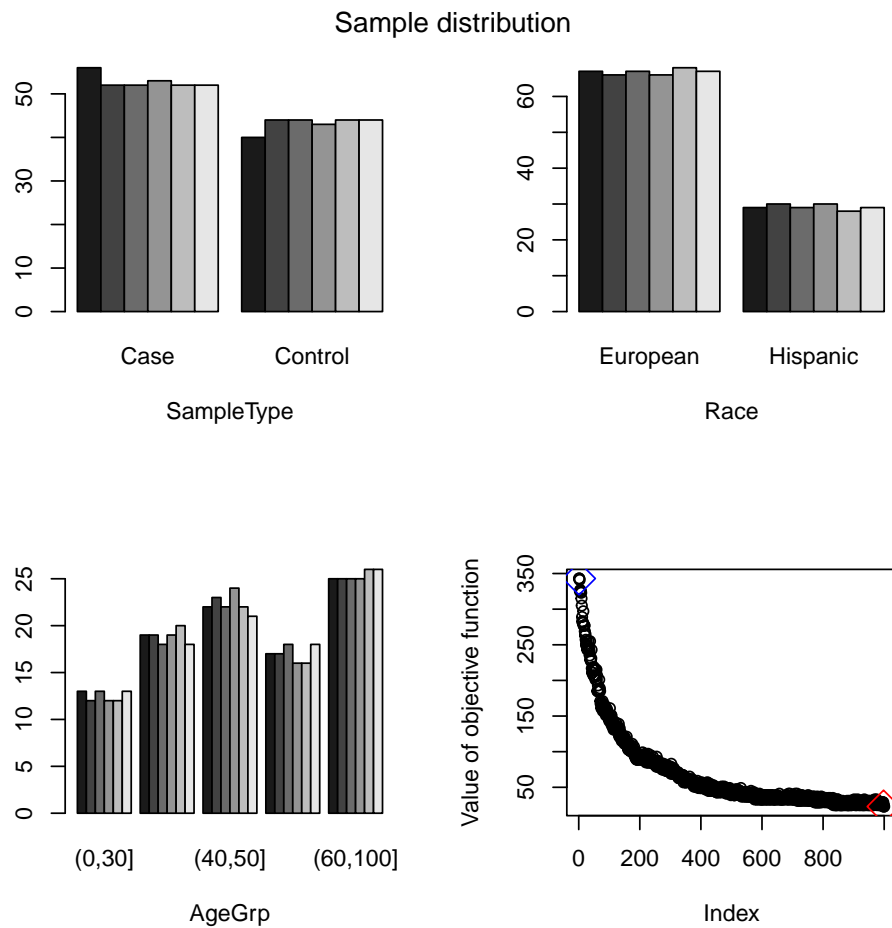 Sample distribution
0
10
30
50
Case
Control
SampleType
0
20
40
60
European
Hispanic
Race
0
5
10
15
20
25
(0,30]
(40,50]
(60,100]
AgeGrp
Value of objective function
50
150
250
350
0
200
400
600
800
Index